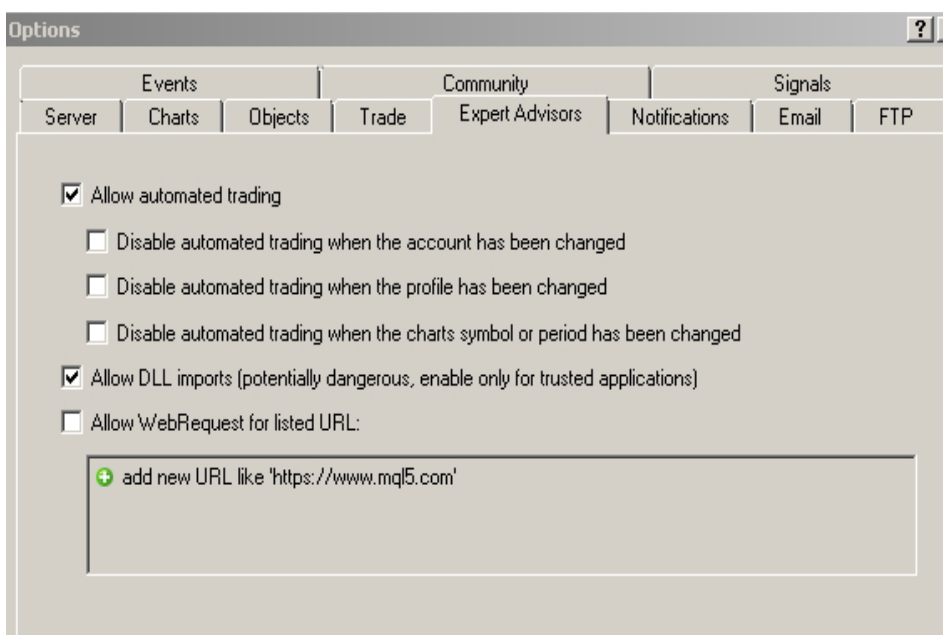 Options ?
Events Community Signals
Server Charts Objects Trade Expert Advisors Notifications Email FTP
Allow automated trading
Disable automated trading when the account has been changed
Disable automated trading when the profile has been changed
Disable automated trading when the charts symbol or period has been changed
Allow DLL imports (potentially dangerous, enable only for trusted applications)
Allow WebRequest for listed URL:
add new URL like 'https://www.mql5.com'